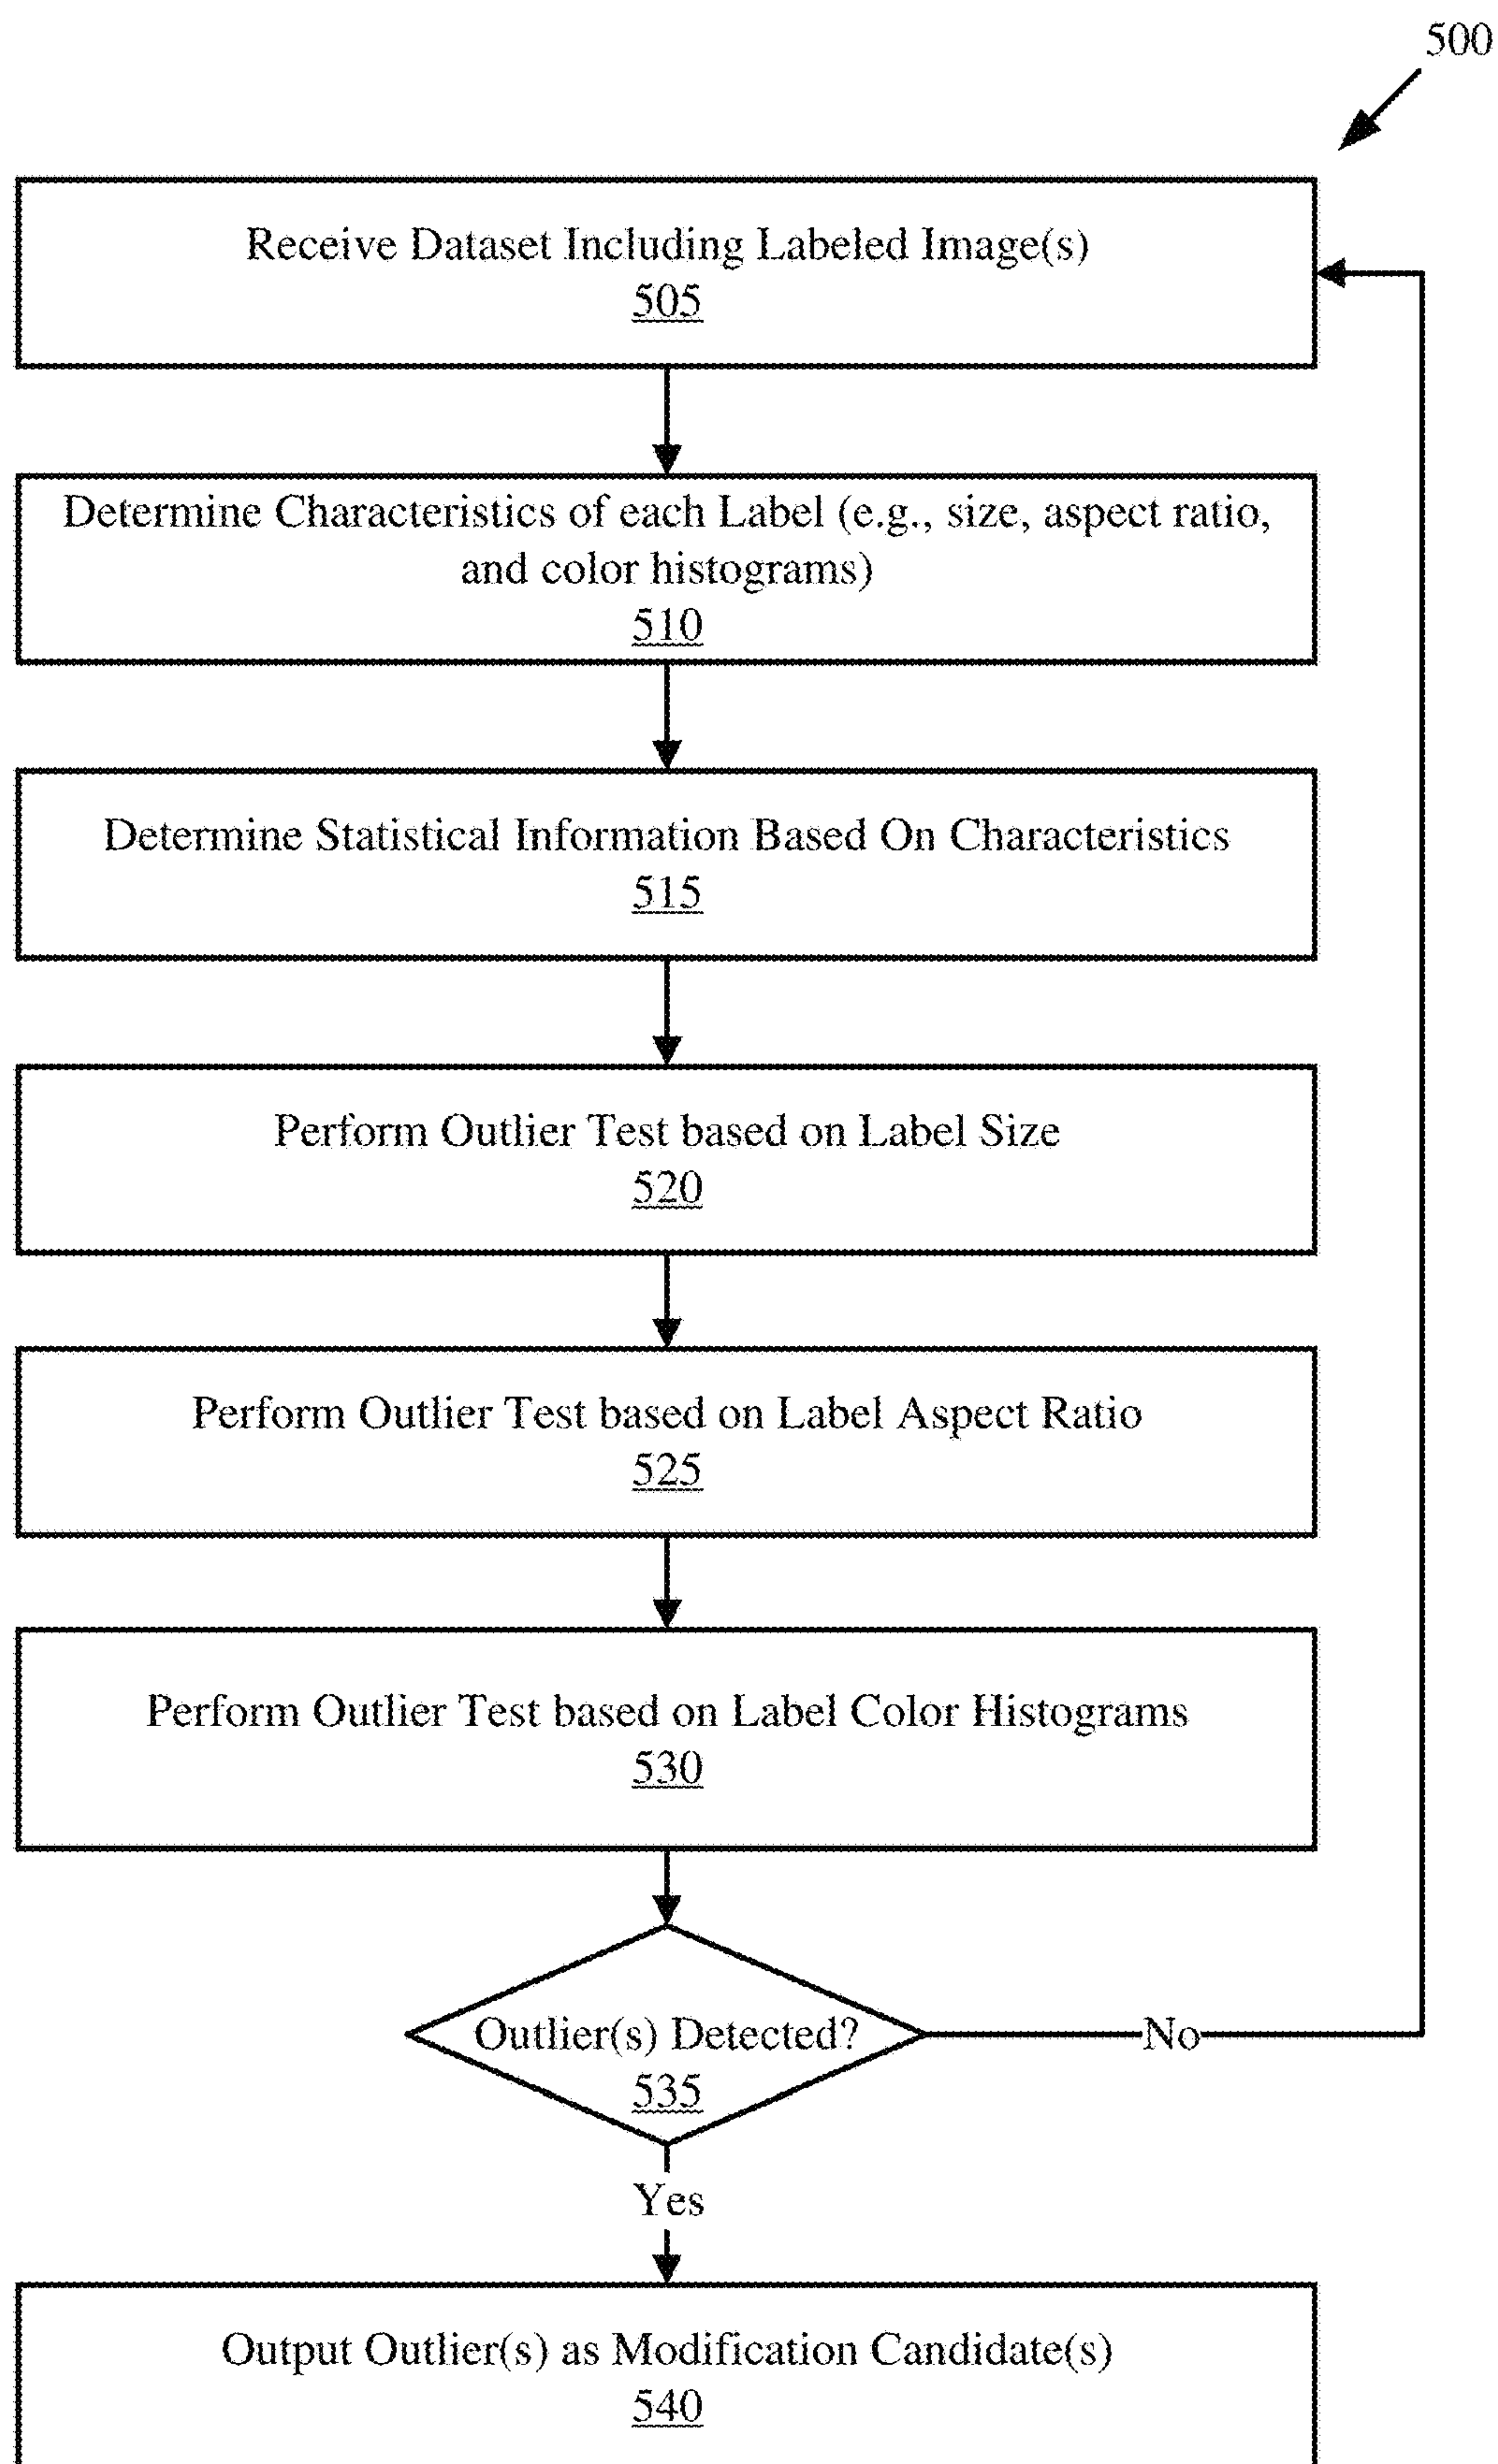 500
Receive Dataset Including Labeled Image(s)
505
Determine Characteristics of each Label (e.g., size, aspect ratio,
and color histograms)
510
Determine Statistical Information Based On Characteristics
515
Perform Outlier Test based on Label Size
520
Perform Outlier Test based on Label Aspect Ratio
525
Perform Outlier Test based on Label Color Histograms
530
Outlier(s) Detected?
535
No
Yes
Output Outlier(s) as Modification Candidate(s)
540